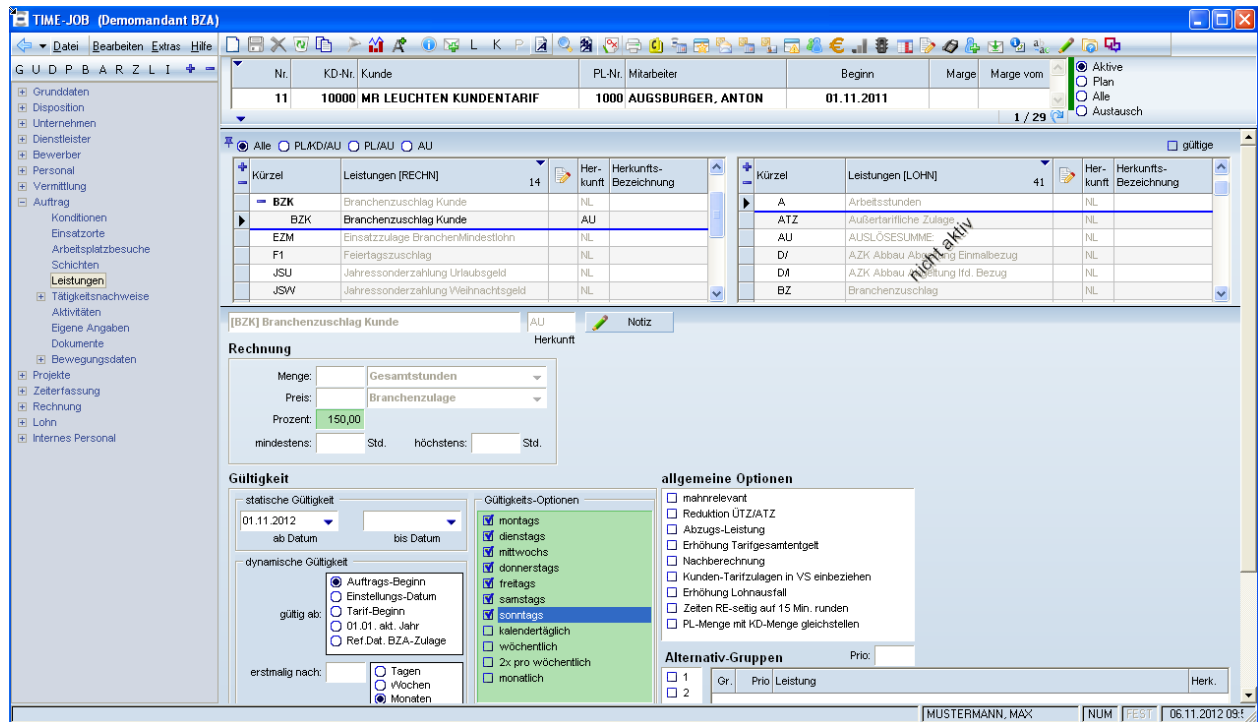 TIME-JOB (Demomandant BZA)
Datei Bearbeiten Extras Hilfe L K P
G U D P B A R Z L I
Grunddaten
Disposition
Unternehmen
Dienstleister
Bewerber
Personal
Vermittlung
Auftrag
Konditionen
Einsatzorte
Arbeitsplatzbesuche
Schichten
Leistungen
Tätigkeitsnachweise
Aktivitäten
Eigene Angaben
Dokumente
Bewegungsdaten
Projekte
Zeiterfassung
Rechnung
Lohn
Internes Personal
Nr. KD-Nr. Kunde PL-Nr. Mitarbeiter Beginn Marge Marge vom
11 10000 MR LEUCHTEN KUNDENTARIF 1000 AUGSBURGER, ANTON 01.11.2011
1 / 29
Aktive
Plan
Alle
Austausch
Alle PL/KD/AU PL/AU AU gültige
Kürzel Leistungen [RECHN] 14 Her-kunft Herkunfts-Bezeichnung
BZK Branchenzuschlag Kunde NL
BZK Branchenzuschlag Kunde AU
EZM Einsatzzulage BranchenMindestlohn NL
F1 Feiertagszuschlag NL
JSU Jahressonderzahlung Urlaubsgeld NL
JSW Jahressonderzahlung Weihnachtsgeld NL
Kürzel Leistungen [LOHN] 41 Her-kunft Herkunfts-Bezeichnung
A Arbeitsstunden NL
ATZ Außertarifliche Zulage NL
AU AUSLÖSESUMME: NL
D/ AZK Abbau Einmalbezug NL
D/I AZK Abbau lfd. Bezug NL
BZ Branchenzuschlag NL
nicht aktiv
[BZK] Branchenzuschlag Kunde AU Notiz
Herkunft
Rechnung
Menge: Gesamtstunden
Preis: Branchenzulage
Prozent: 150,00
mindestens: Std. höchstens: Std.
Gültigkeit
statische Gültigkeit
01.11.2012
ab Datum bis Datum
dynamische Gültigkeit
gültig ab:
Auftrags-Beginn
Einstellungs-Datum
Tarif-Beginn
01.01. akt. Jahr
Ref.Dat. BZA-Zulage
erstmalig nach:
Tagen
Wochen
Monaten
Gültigkeits-Optionen
montags
dienstags
mittwochs
donnerstags
freitags
samstags
sonntags
kalendertäglich
wöchentlich
2x pro wöchentlich
monatlich
allgemeine Optionen
mahnrelevant
Reduktion ÜTZ/ATZ
Abzugs-Leistung
Erhöhung Tarifgesamtentgelt
Nachberechnung
Kunden-Tarifzulagen in VS einbeziehen
Erhöhung Lohnausfall
Zeiten RE-seitig auf 15 Min. runden
PL-Menge mit KD-Menge gleichstellen
Alternativ-Gruppen Prio:
1
2
Gr. Prio Leistung Herk.
MUSTERMANN, MAX NUM FEST 06.11.2012